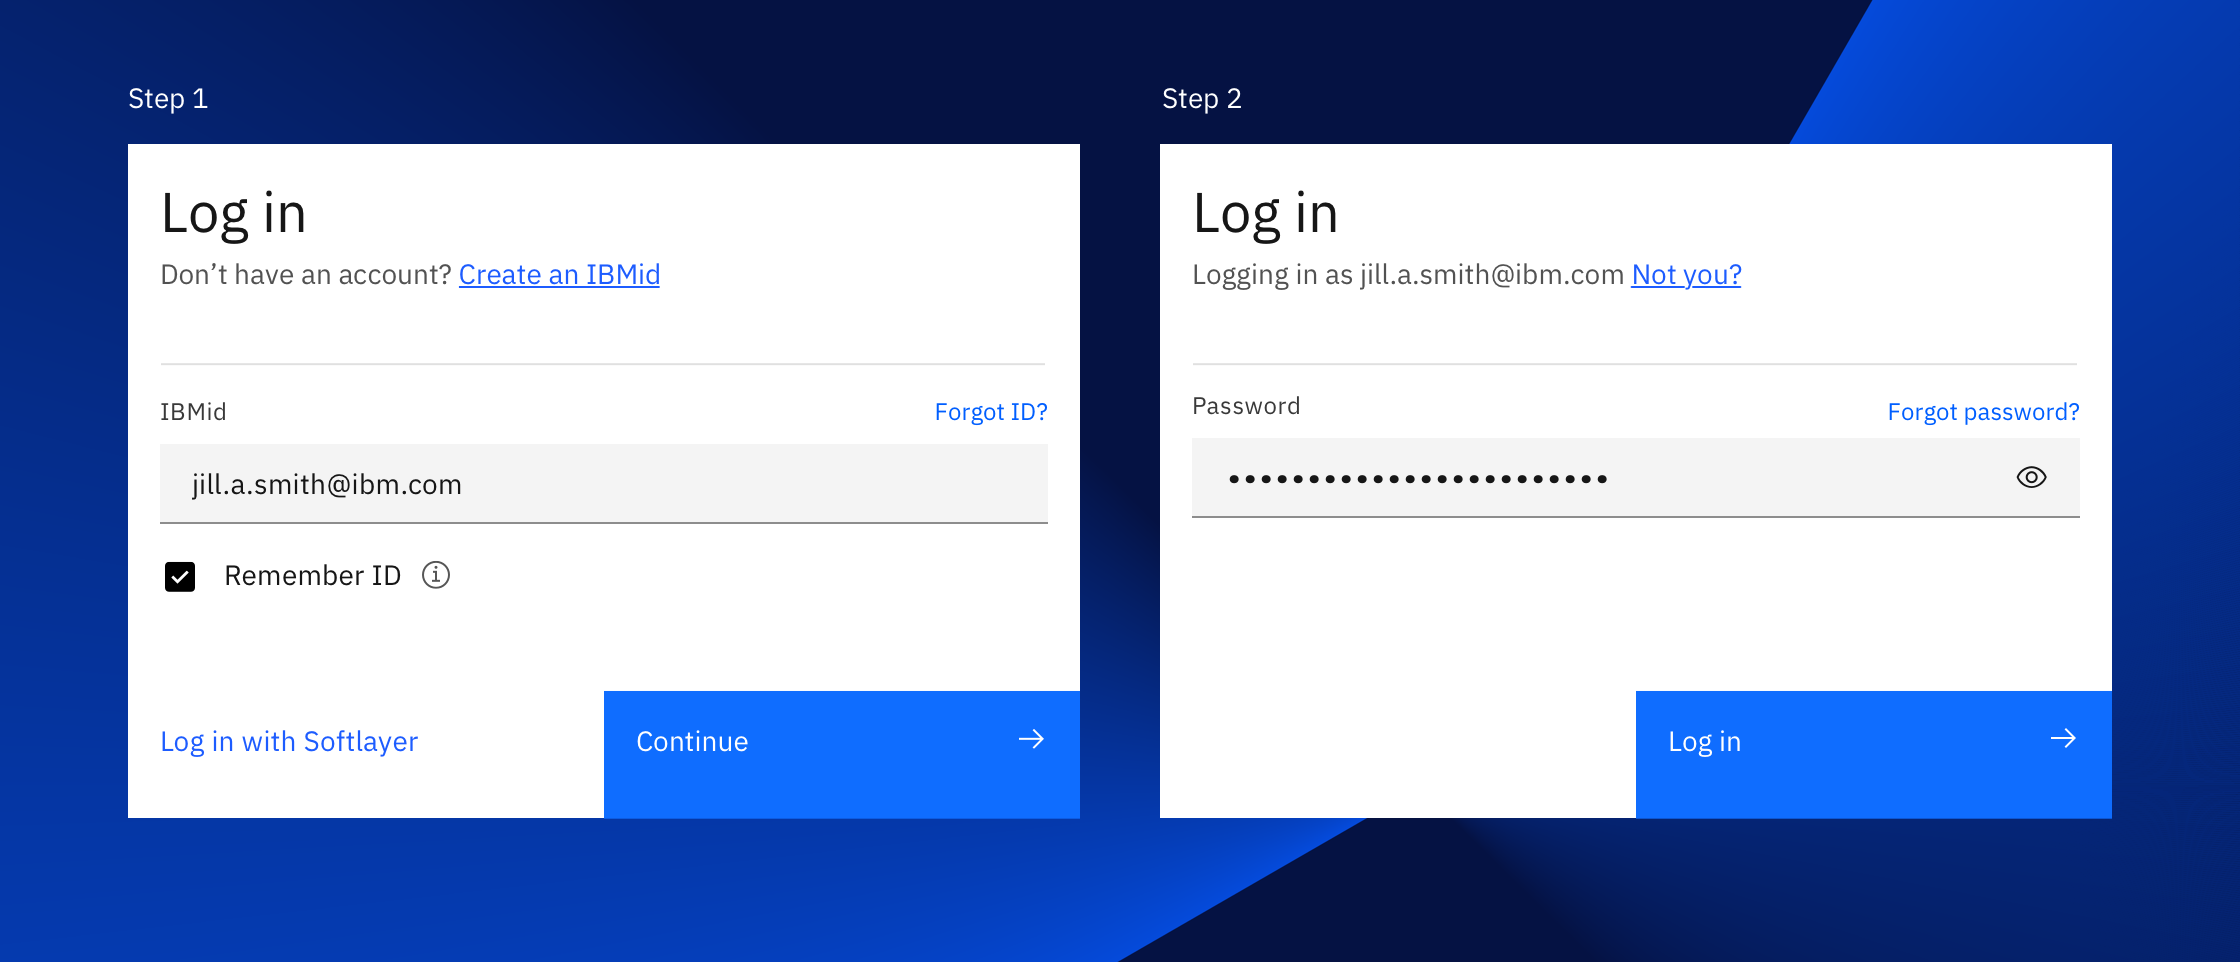 Step 1
Log in
Don’t have an account? Create an IBMid
IBMid
Forgot ID?
jill.a.smith@ibm.com
Remember ID
Log in with Softlayer
Continue
Step 2
Log in
Logging in as jill.a.smith@ibm.com Not you?
Password
Forgot password?
••••••••••••••••••••••••
Log in